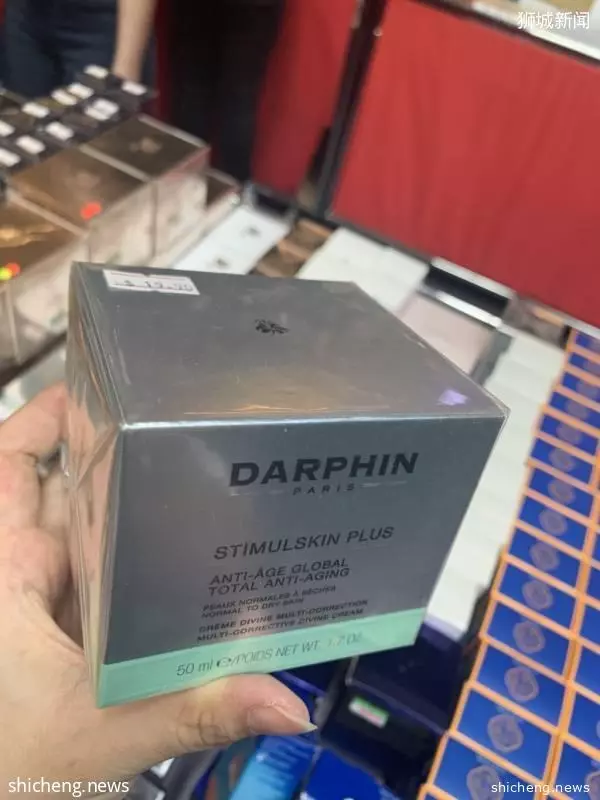 狮城新闻
$ 19.90
DARPHIN
PARIS
STIMULSKIN PLUS
ANTI-ÂGE GLOBAL
TOTAL ANTI-AGING
PEAUX NORMALES À SÈCHES
NORMAL TO DRY SKIN
CRÈME DIVINE MULTI-CORRECTION
MULTI-CORRECTIVE DIVINE CREAM
50 ml ℮/POIDS NET WT. 1.7 OZ.
shicheng.news
shicheng.news